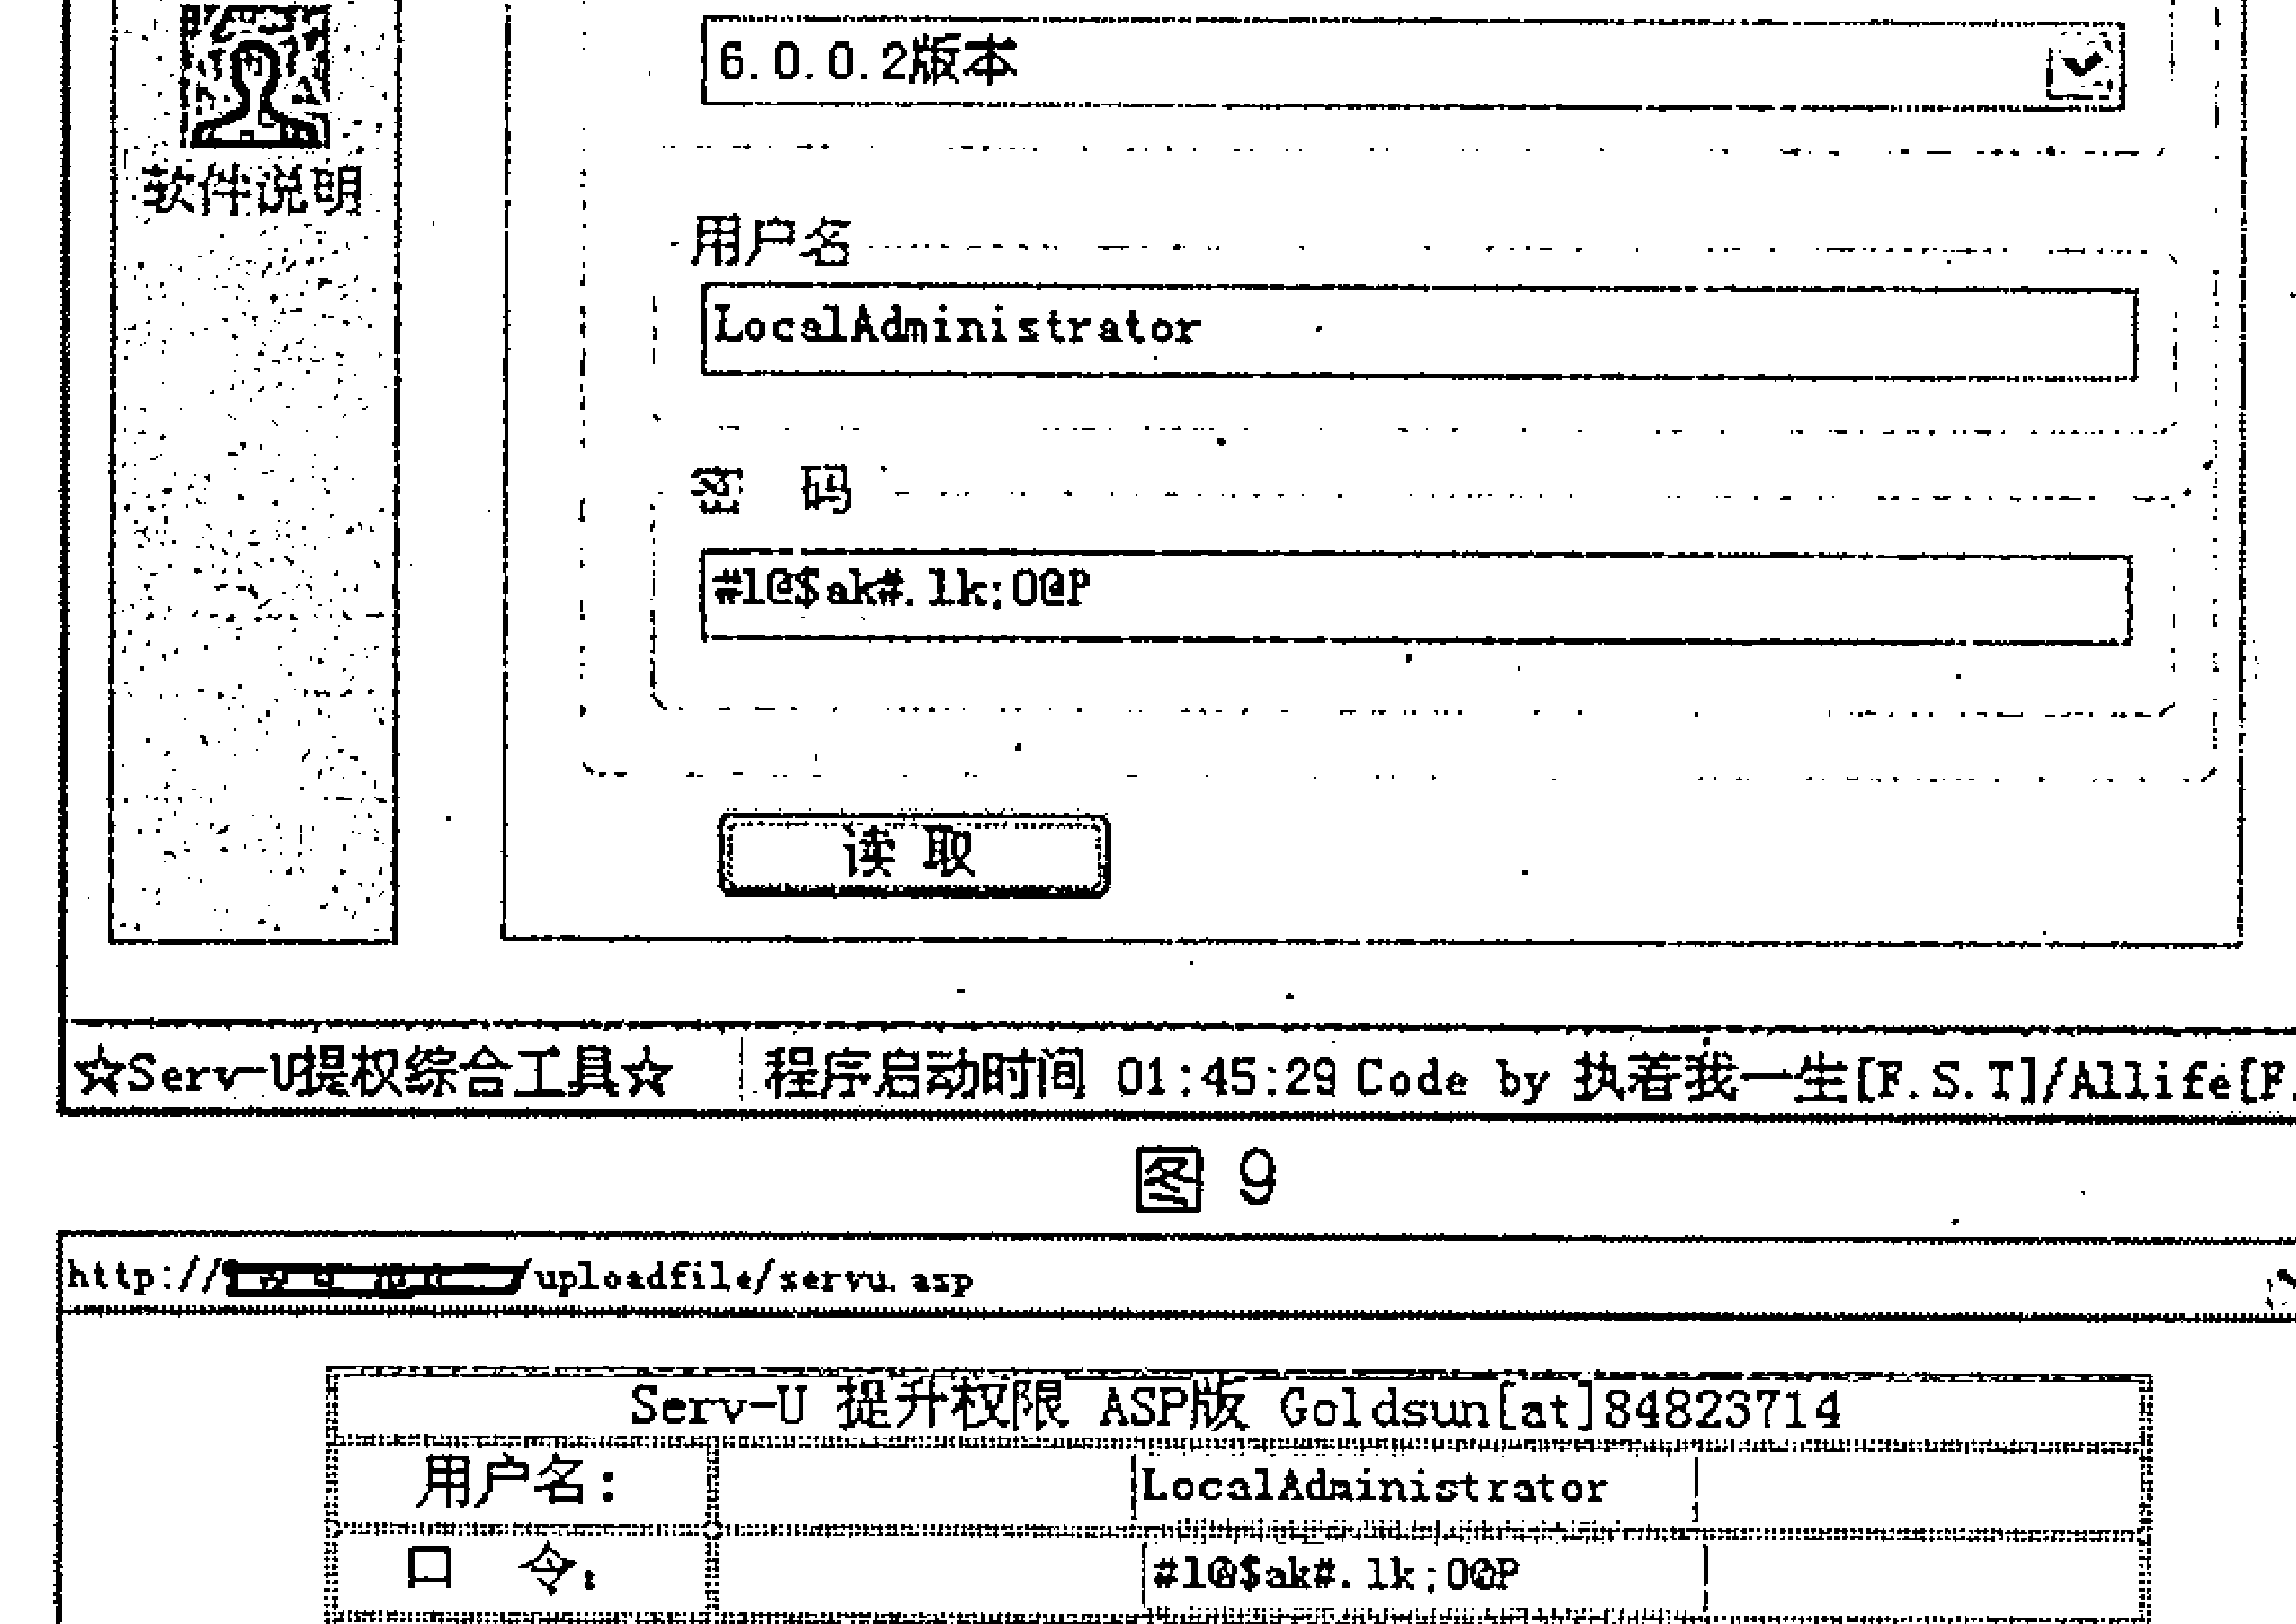 6.0.0.2版本
软件说明
用户名
LocalAdministrator
密 码
#l@$ak#.lk;0@P
读 取
☆Serv-U提权综合工具☆ 程序启动时间 01:45:29 Code by 执着我一生[F.S.T]/Allife[F.
图 9
http:// /uploadfile/servu.asp
Serv-U 提升权限 ASP版 Goldsun[at]84823714
用户名: LocalAdministrator
口 令: #l@$ak#.lk;0@P